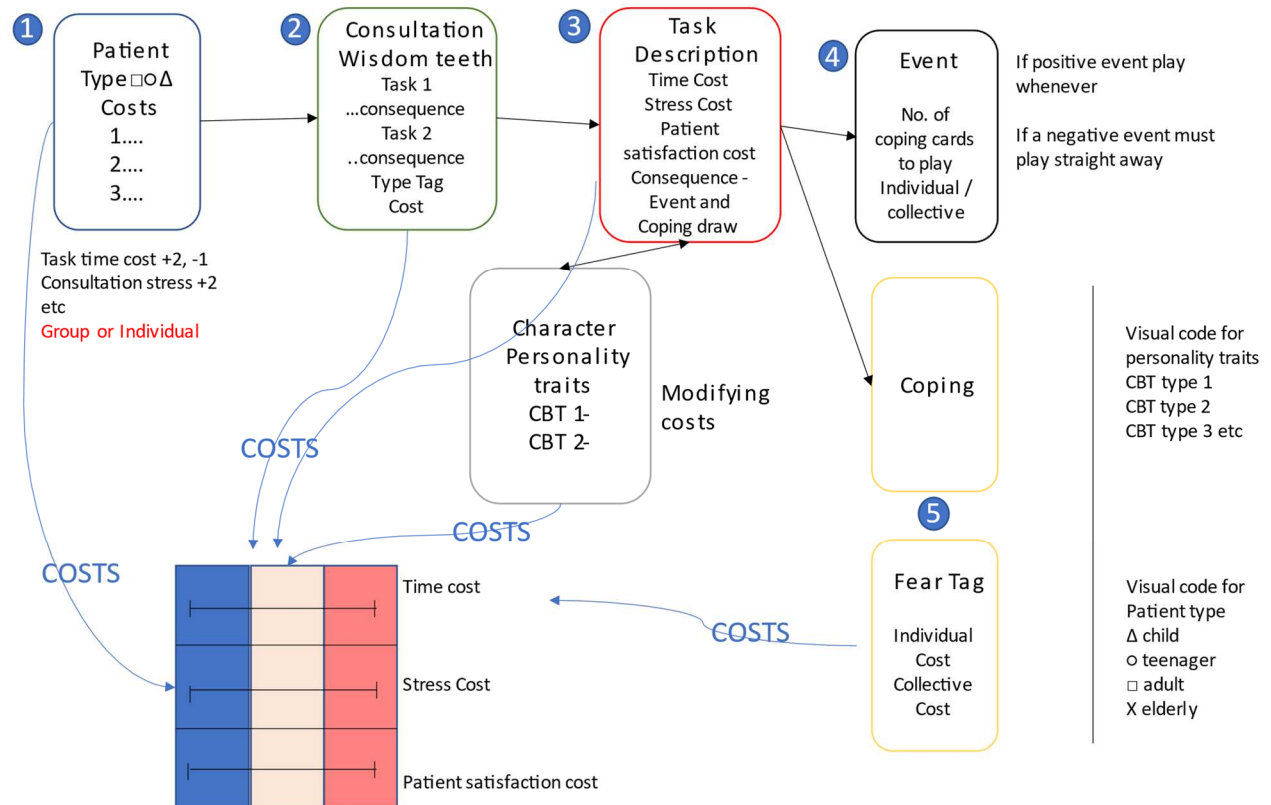 1
Patient
Type □○Δ
Costs
1....
2....
3....
Task time cost +2, -1
Consultation stress +2
etc
Group or Individual
2
Consultation
Wisdom teeth
Task 1
...consequence
Task 2
..consequence
Type Tag
Cost
3
Task
Description
Time Cost
Stress Cost
Patient
satisfaction cost
Consequence -
Event and
Coping draw
4
Event
No. of
coping cards
to play
Individual /
collective
If positive event play
whenever
If a negative event must
play straight away
Character
Personality
traits
CBT 1-
CBT 2-
Modifying
costs
Coping
Visual code for
personality traits
CBT type 1
CBT type 2
CBT type 3 etc
5
Fear Tag
Individual
Cost
Collective
Cost
Visual code for
Patient type
Δ child
○ teenager
□ adult
X elderly
COSTS
COSTS
COSTS
COSTS
Time cost
Stress Cost
Patient satisfaction cost